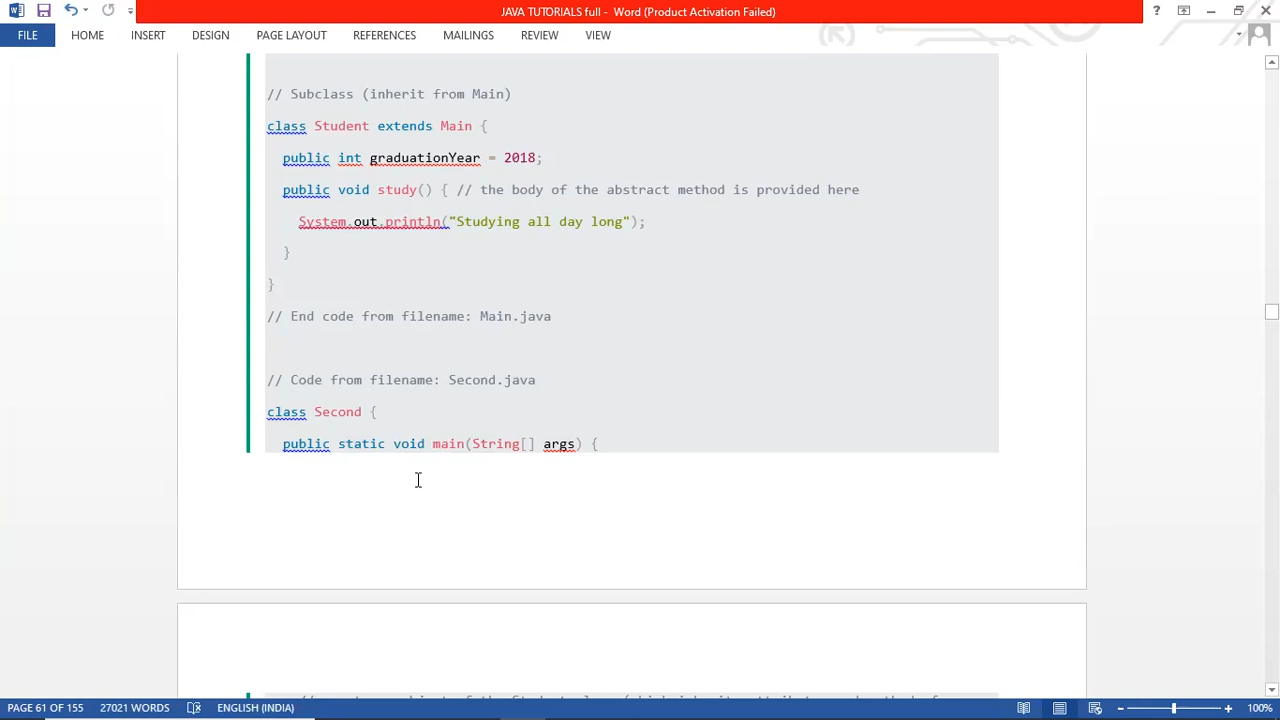 JAVA TUTORIALS full - Word (Product Activation Failed)
FILE HOME INSERT DESIGN PAGE LAYOUT REFERENCES MAILINGS REVIEW VIEW
// Subclass (inherit from Main)
class Student extends Main {
public int graduationYear = 2018;
public void study() { // the body of the abstract method is provided here
System.out.println("Studying all day long");
}
}
// End code from filename: Main.java
// Code from filename: Second.java
class Second {
public static void main(String[] args) {
PAGE 61 OF 155 27021 WORDS ENGLISH (INDIA) 100%